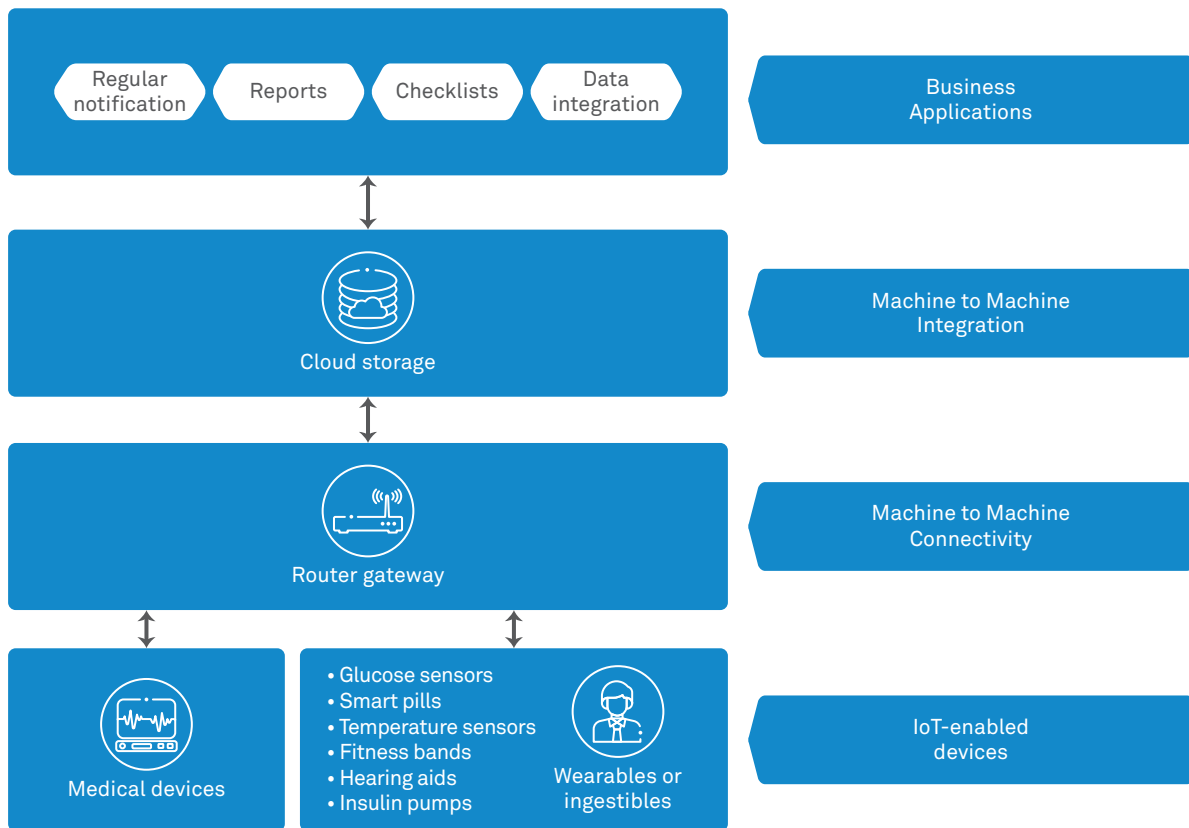 Regular
notification
Reports
Checklists
Data
integration
Business
Applications
Cloud storage
Machine to Machine
Integration
Router gateway
Machine to Machine
Connectivity
Medical devices
• Glucose sensors
• Smart pills
• Temperature sensors
• Fitness bands
• Hearing aids
• Insulin pumps
Wearables or
ingestibles
IoT-enabled
devices